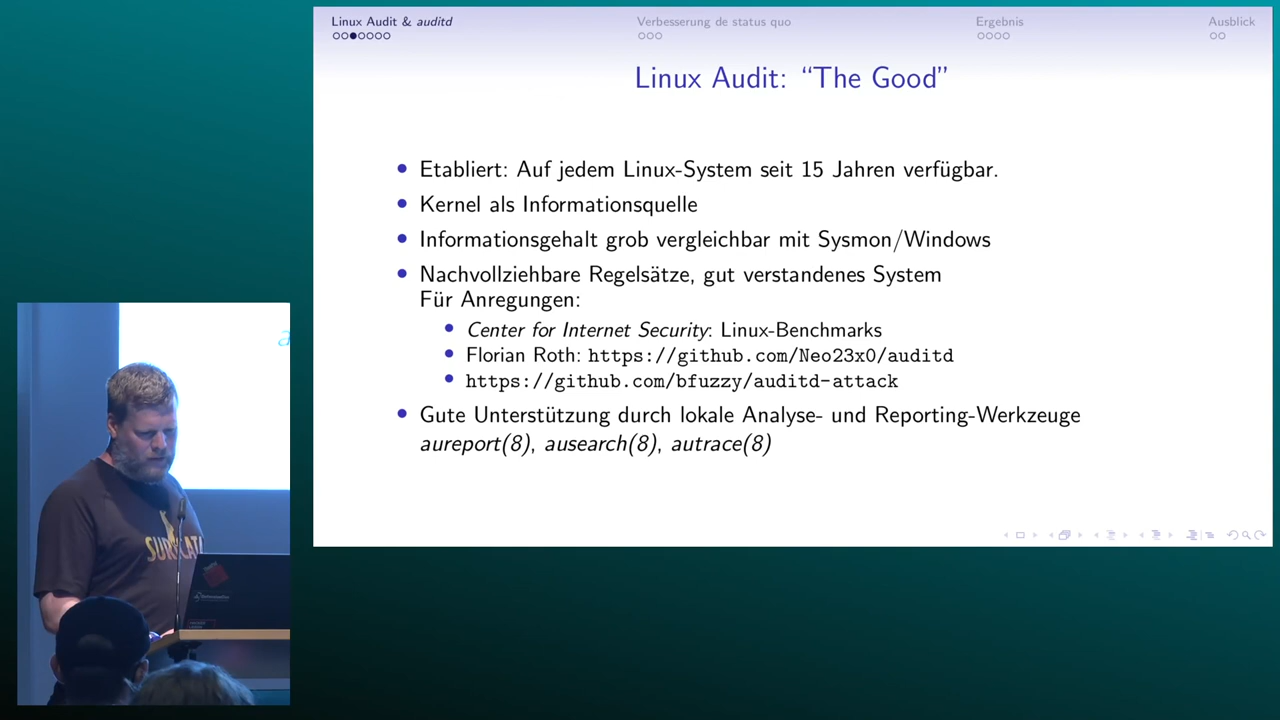 Linux Audit & auditd
Verbesserung de status quo
Ergebnis
Ausblick
Linux Audit: “The Good”
Etabliert: Auf jedem Linux-System seit 15 Jahren verfügbar.
Kernel als Informationsquelle
Informationsgehalt grob vergleichbar mit Sysmon/Windows
Nachvollziehbare Regelsätze, gut verstandenes System
Für Anregungen:
Center for Internet Security: Linux-Benchmarks
Florian Roth: https://github.com/Neo23x0/auditd
https://github.com/bfuzzy/auditd-attack
Gute Unterstützung durch lokale Analyse- und Reporting-Werkzeuge
aureport(8), ausearch(8), autrace(8)